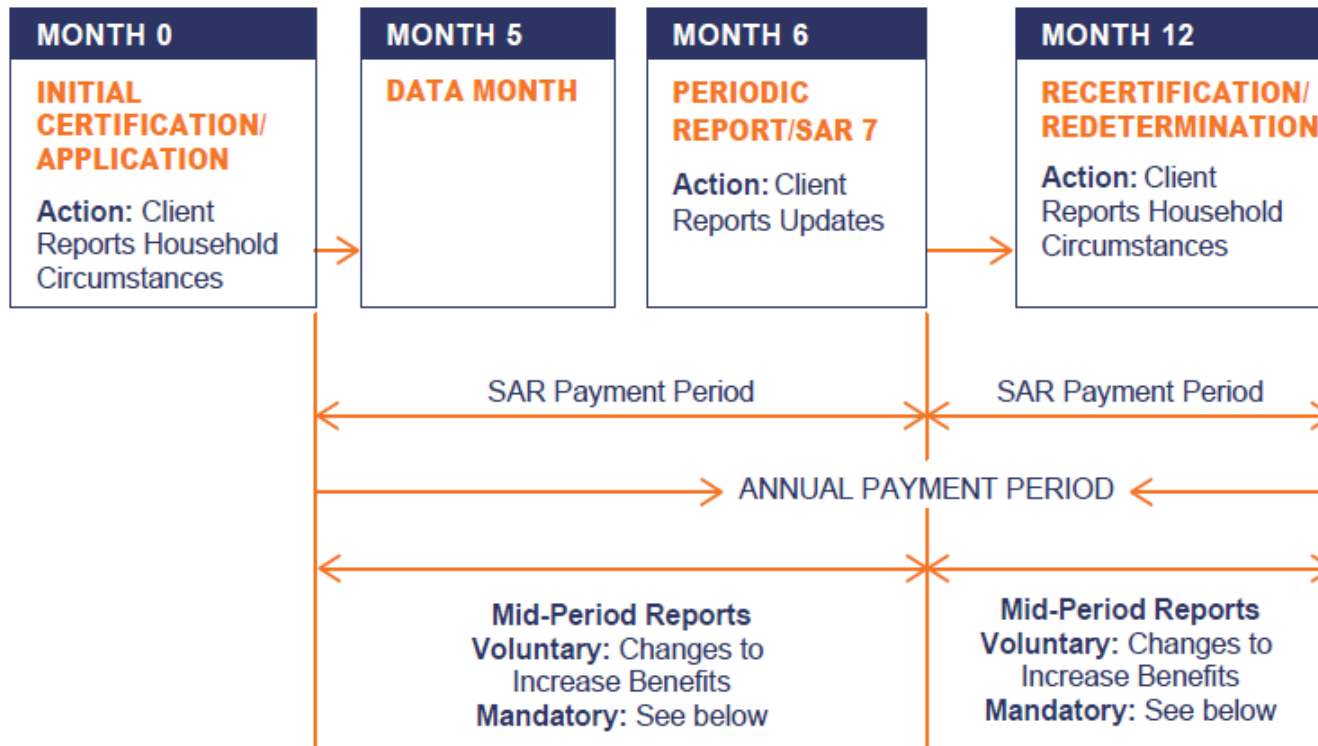 MONTH 0
INITIAL
CERTIFICATION/
APPLICATION
Action: Client
Reports Household
Circumstances
MONTH 5
DATA MONTH
MONTH 6
PERIODIC
REPORT/SAR 7
Action: Client
Reports Updates
MONTH 12
RECERTIFICATION/
REDETERMINATION
Action: Client
Reports Household
Circumstances
SAR Payment Period
SAR Payment Period
ANNUAL PAYMENT PERIOD
Mid-Period Reports
Voluntary: Changes to
Increase Benefits
Mandatory: See below
Mid-Period Reports
Voluntary: Changes to
Increase Benefits
Mandatory: See below